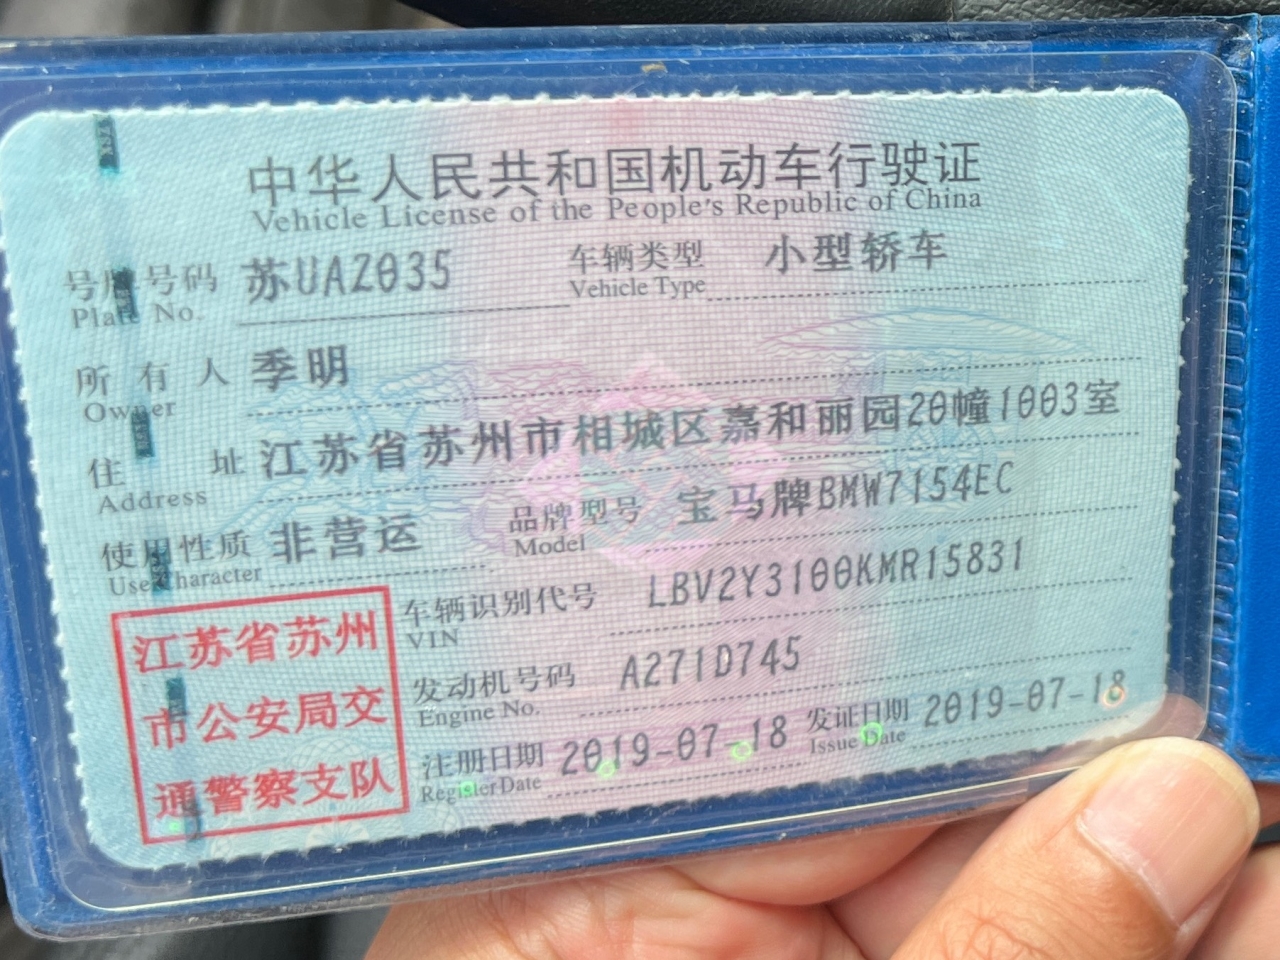 中华人民共和国机动车行驶证
Vehicle License of the People's Republic of China
号牌号码 苏UAZ035 车辆类型 小型轿车
Plate No. Vehicle Type
所有人 季明
Owner
住址 江苏省苏州市相城区嘉和丽园20幢1003室
Address
使用性质 非营运 品牌型号 宝马牌BMW7154EC
Use Character Model
车辆识别代号 LBV2Y3100KMR15831
VIN
发动机号码 A271D745
Engine No.
注册日期 2019-07-18 发证日期 2019-07-18
Register Date Issue Date
江苏省苏州
市公安局交
通警察支队